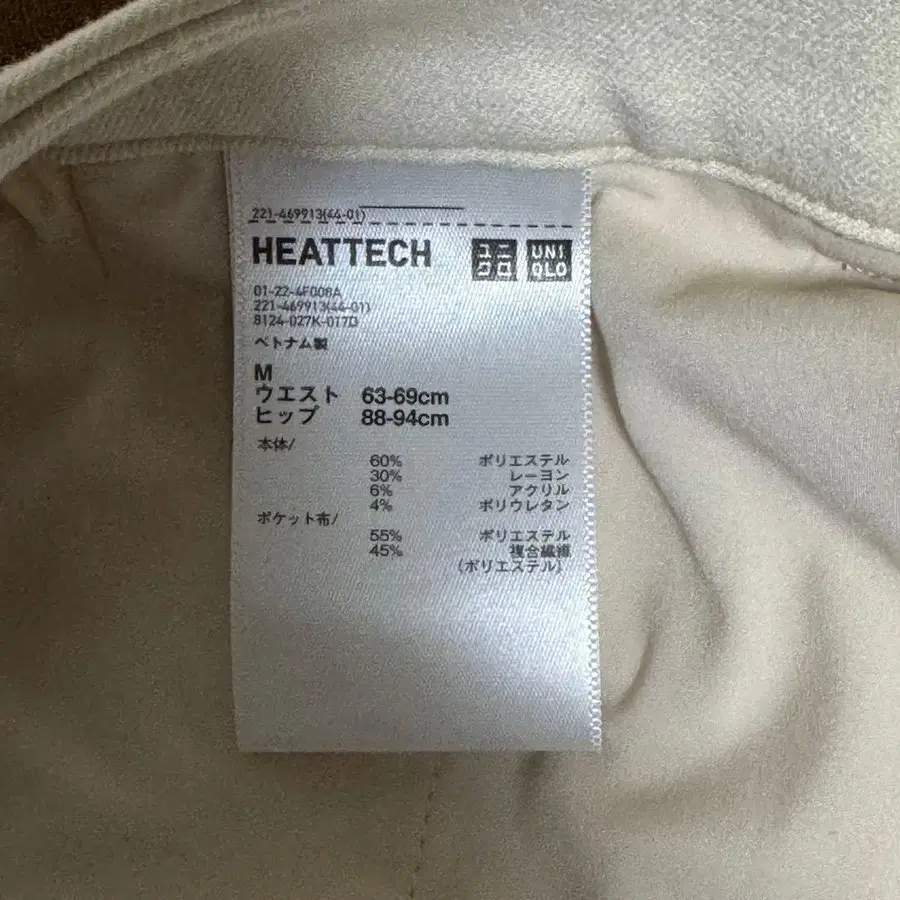 221-469913(44-01)
HEATTECH ユニクロ UNIQLO
01-22-4F008A
221-469913(44-01)
8124-027K-017D
ベトナム製
M
ウエスト 63-69cm
ヒップ 88-94cm
本体/
60% ポリエステル
30% レーヨン
6% アクリル
4% ポリウレタン
ポケット布/
55% ポリエステル
45% 複合繊維
(ポリエステル)